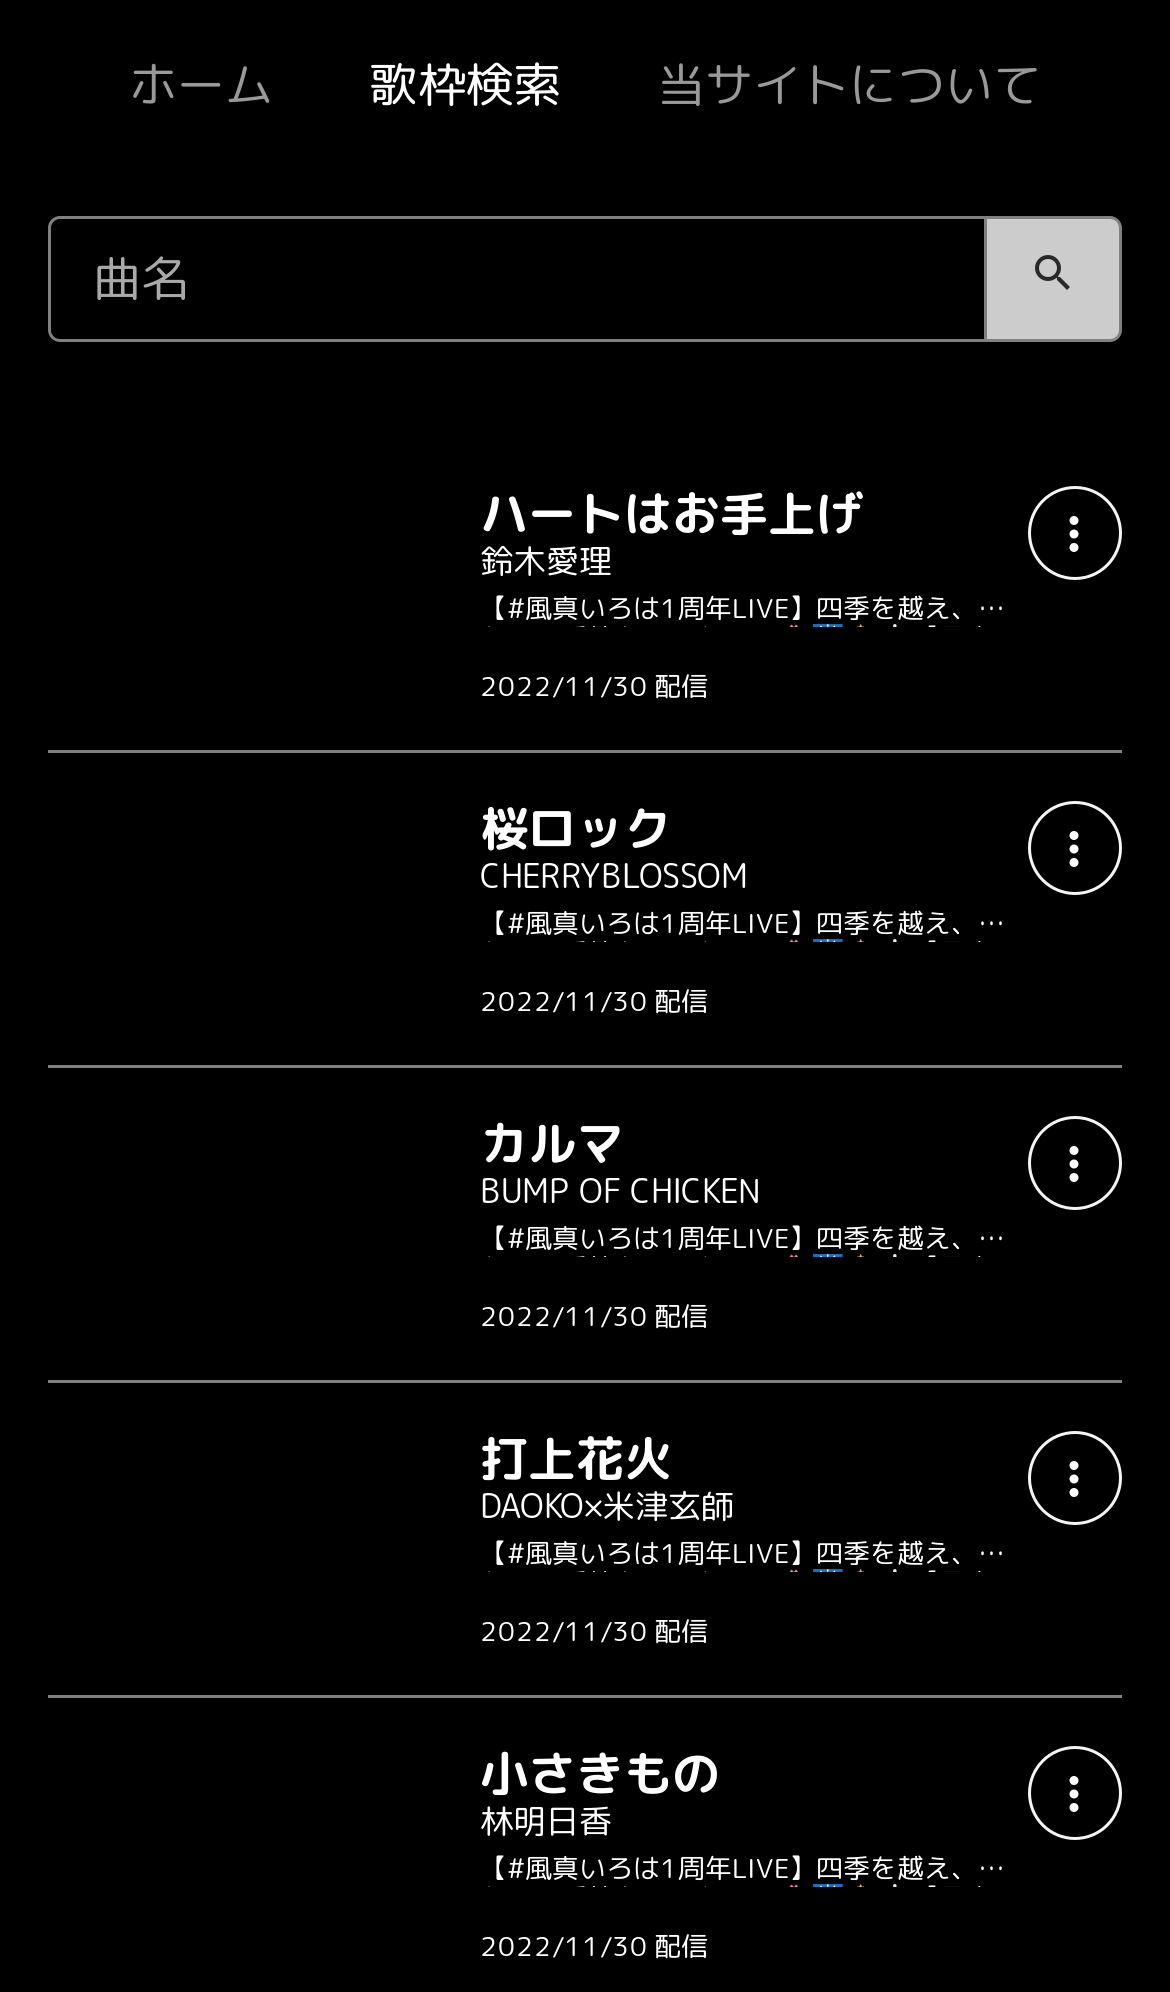 ホーム 歌枠検索 当サイトについて
曲名
ハートはお手上げ
鈴木愛理
【#風真いろは1周年LIVE】四季を越え、…
2022/11/30 配信
桜ロック
CHERRYBLOSSOM
【#風真いろは1周年LIVE】四季を越え、…
2022/11/30 配信
カルマ
BUMP OF CHICKEN
【#風真いろは1周年LIVE】四季を越え、…
2022/11/30 配信
打上花火
DAOKO×米津玄師
【#風真いろは1周年LIVE】四季を越え、…
2022/11/30 配信
小さきもの
林明日香
【#風真いろは1周年LIVE】四季を越え、…
2022/11/30 配信